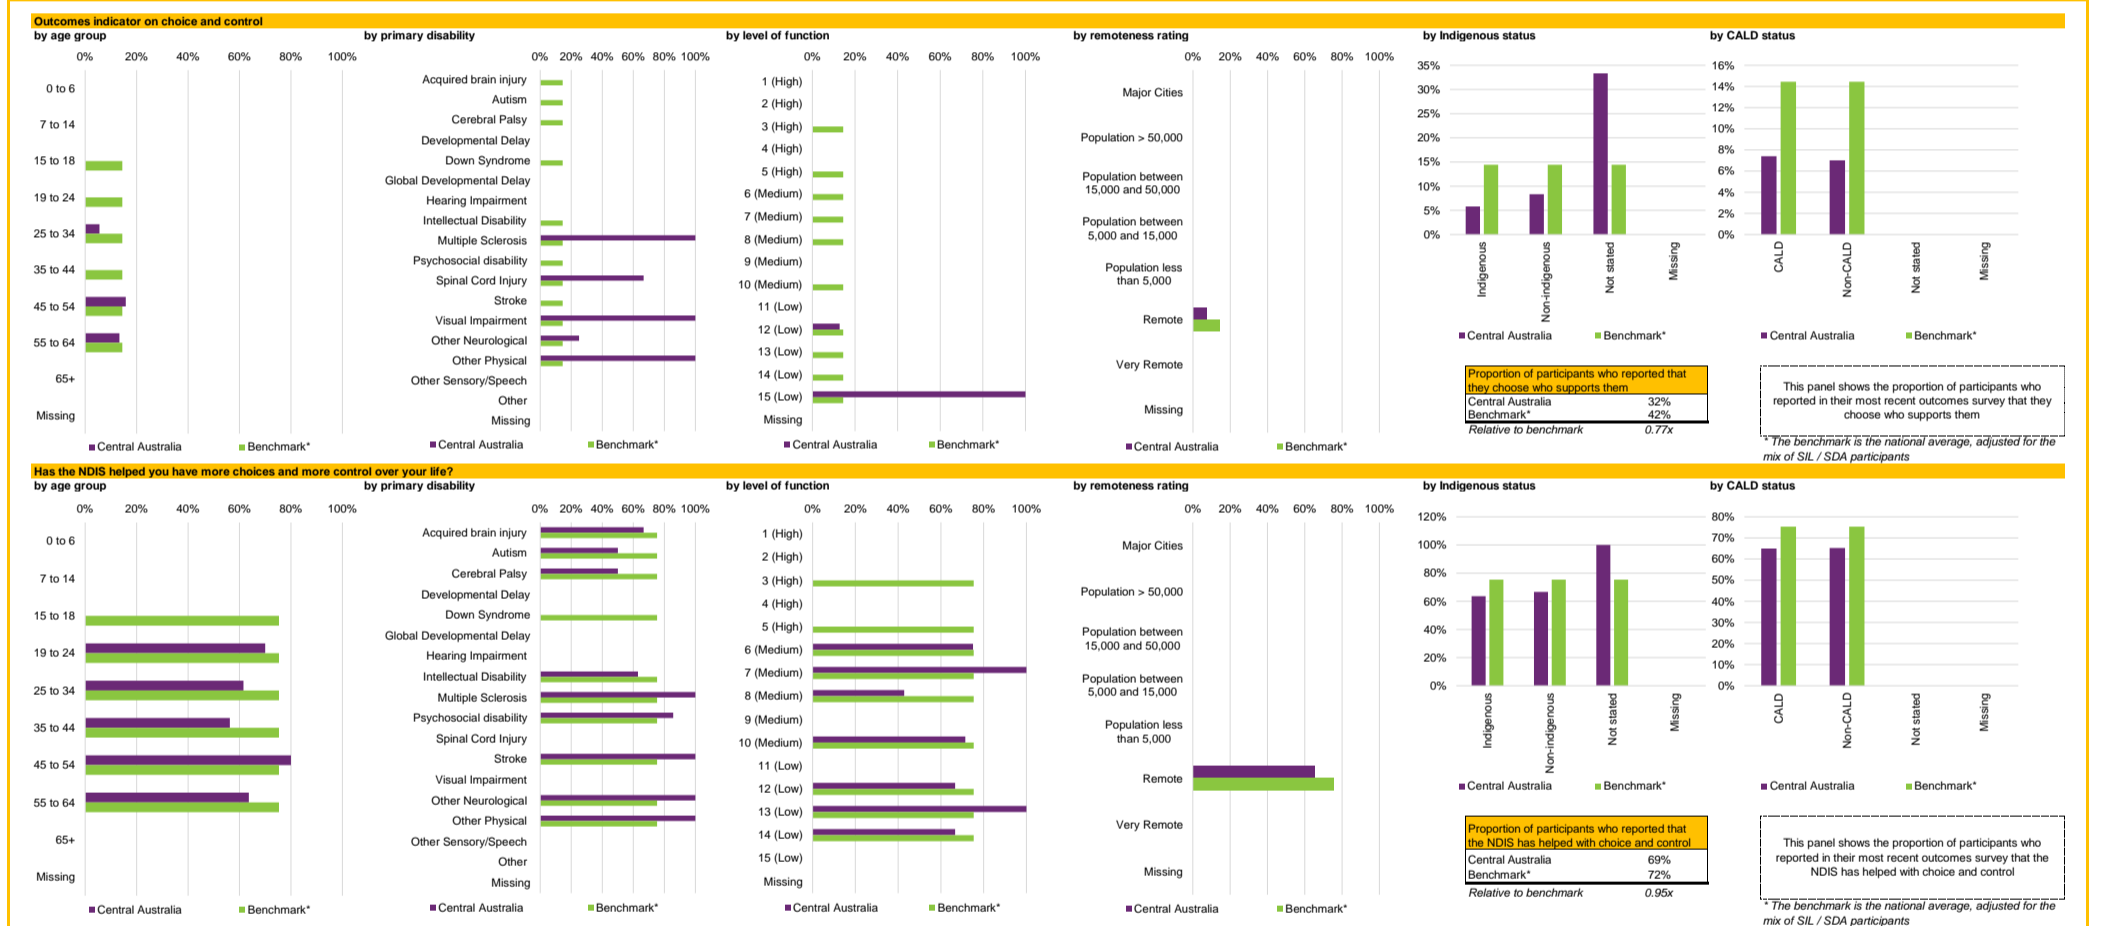 Outcomes indicator on choice and control
by age group
0% 20% 40% 60% 80% 100%
0 to 6
7 to 14
15 to 18
19 to 24
25 to 34
35 to 44
45 to 54
55 to 64
65+
Missing
Central Australia Benchmark*
by primary disability
0% 20% 40% 60% 80% 100%
Acquired brain injury
Autism
Cerebral Palsy
Developmental Delay
Down Syndrome
Global Developmental Delay
Hearing Impairment
Intellectual Disability
Multiple Sclerosis
Psychosocial disability
Spinal Cord Injury
Stroke
Visual Impairment
Other Neurological
Other Physical
Other Sensory/Speech
Other
Missing
Central Australia Benchmark*
by level of function
0% 20% 40% 60% 80% 100%
1 (High)
2 (High)
3 (High)
4 (High)
5 (High)
6 (Medium)
7 (Medium)
8 (Medium)
9 (Medium)
10 (Medium)
11 (Low)
12 (Low)
13 (Low)
14 (Low)
15 (Low)
Missing
Central Australia Benchmark*
by remoteness rating
0% 20% 40% 60% 80% 100%
Major Cities
Population > 50,000
Population between
15,000 and 50,000
Population between
5,000 and 15,000
Population less
than 5,000
Remote
Very Remote
Missing
Central Australia Benchmark*
by Indigenous status
35%
30%
25%
20%
15%
10%
5%
0%
Indigenous
Non-indigenous
Not stated
Missing
Central Australia Benchmark*
by CALD status
16%
14%
12%
10%
8%
6%
4%
2%
0%
CALD
Non-CALD
Not stated
Missing
Central Australia Benchmark*
Proportion of participants who reported that
they choose who supports them
Central Australia 32%
Benchmark* 42%
Relative to benchmark 0.77x
This panel shows the proportion of participants who
reported in their most recent outcomes survey that they
choose who supports them
* The benchmark is the national average, adjusted for the
mix of SIL / SDA participants
Has the NDIS helped you have more choices and more control over your life?
by age group
0% 20% 40% 60% 80% 100%
0 to 6
7 to 14
15 to 18
19 to 24
25 to 34
35 to 44
45 to 54
55 to 64
65+
Missing
Central Australia Benchmark*
by primary disability
0% 20% 40% 60% 80% 100%
Acquired brain injury
Autism
Cerebral Palsy
Developmental Delay
Down Syndrome
Global Developmental Delay
Hearing Impairment
Intellectual Disability
Multiple Sclerosis
Psychosocial disability
Spinal Cord Injury
Stroke
Visual Impairment
Other Neurological
Other Physical
Other Sensory/Speech
Other
Missing
Central Australia Benchmark*
by level of function
0% 20% 40% 60% 80% 100%
1 (High)
2 (High)
3 (High)
4 (High)
5 (High)
6 (Medium)
7 (Medium)
8 (Medium)
9 (Medium)
10 (Medium)
11 (Low)
12 (Low)
13 (Low)
14 (Low)
15 (Low)
Missing
Central Australia Benchmark*
by remoteness rating
0% 20% 40% 60% 80% 100%
Major Cities
Population > 50,000
Population between
15,000 and 50,000
Population between
5,000 and 15,000
Population less
than 5,000
Remote
Very Remote
Missing
Central Australia Benchmark*
by Indigenous status
120%
100%
80%
60%
40%
20%
0%
Indigenous
Non-indigenous
Not stated
Missing
Central Australia Benchmark*
by CALD status
80%
70%
60%
50%
40%
30%
20%
10%
0%
CALD
Non-CALD
Not stated
Missing
Central Australia Benchmark*
Proportion of participants who reported that
the NDIS has helped with choice and control
Central Australia 69%
Benchmark* 72%
Relative to benchmark 0.95x
This panel shows the proportion of participants who
reported in their most recent outcomes survey that the
NDIS has helped with choice and control
* The benchmark is the national average, adjusted for the
mix of SIL / SDA participants